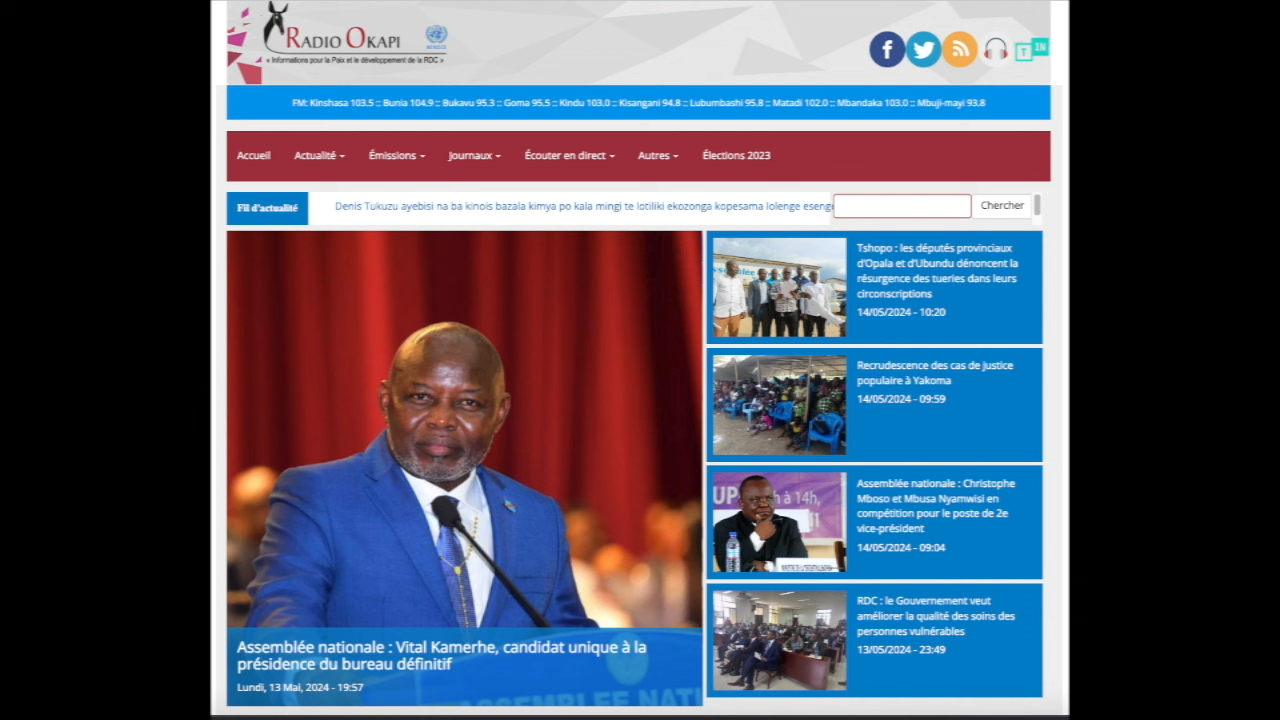 RADIO OKAPI
« Informations pour la Paix et le développement de la RDC »
T IN
FM: Kinshasa 103.5 :: Bunia 104.9 :: Bukavu 95.3 :: Goma 95.5 :: Kindu 103.0 :: Kisangani 94.8 :: Lubumbashi 95.8 :: Matadi 102.0 :: Mbandaka 103.0 :: Mbuji-mayi 93.8
Accueil Actualité Émissions Journaux Écouter en direct Autres Élections 2023
Fil d'actualité Denis Tukuzu ayebisi na ba kinois bazala kimya po kala mingi te lotiliki ekozonga kopesama lolenge eseng Chercher
Assemblée nationale : Vital Kamerhe, candidat unique à la
présidence du bureau définitif
Lundi, 13 Mai, 2024 - 19:57
ASSEMBLEE NATI
Tshopo : les députés provinciaux
d'Opala et d'Ubundu dénoncent la
résurgence des tueries dans leurs
circonscriptions
14/05/2024 - 10:20
Recrudescence des cas de justice
populaire à Yakoma
14/05/2024 - 09:59
UP
h à 14h,
Assemblée nationale : Christophe
Mboso et Mbusa Nyamwisi en
compétition pour le poste de 2e
vice-président
14/05/2024 - 09:04
RDC : le Gouvernement veut
améliorer la qualité des soins des
personnes vulnérables
13/05/2024 - 23:49